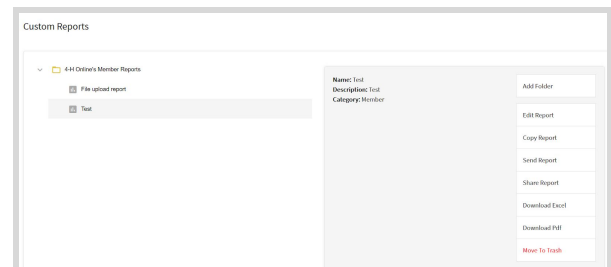 Custom Reports
4-H Online's Member Reports
File upload report
Test
Name: Test
Description: Test
Category: Member
Add Folder
Edit Report
Copy Report
Send Report
Share Report
Download Excel
Download Pdf
Move To Trash